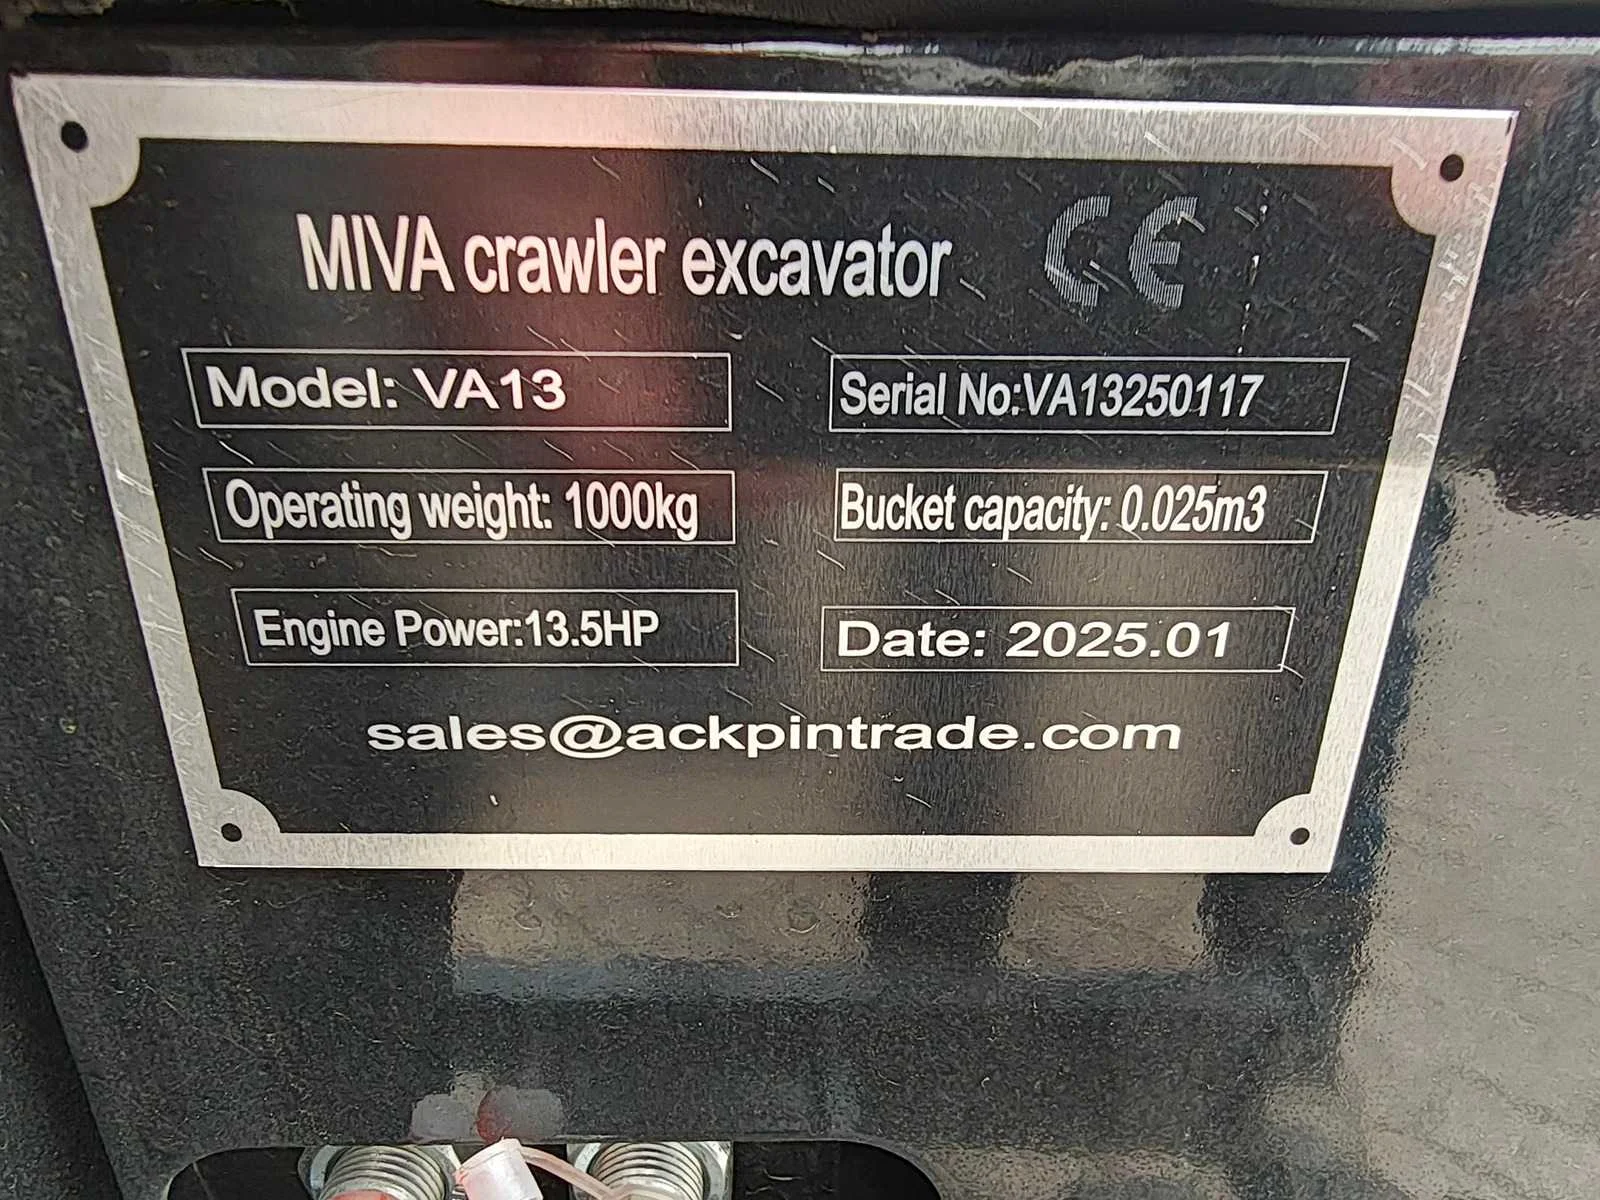 MIVA crawler excavator CE
Model: VA13
Serial No:VA13250117
Operating weight: 1000kg
Bucket capacity: 0.025m3
Engine Power:13.5HP
Date: 2025.01
sales@ackpintrade.com